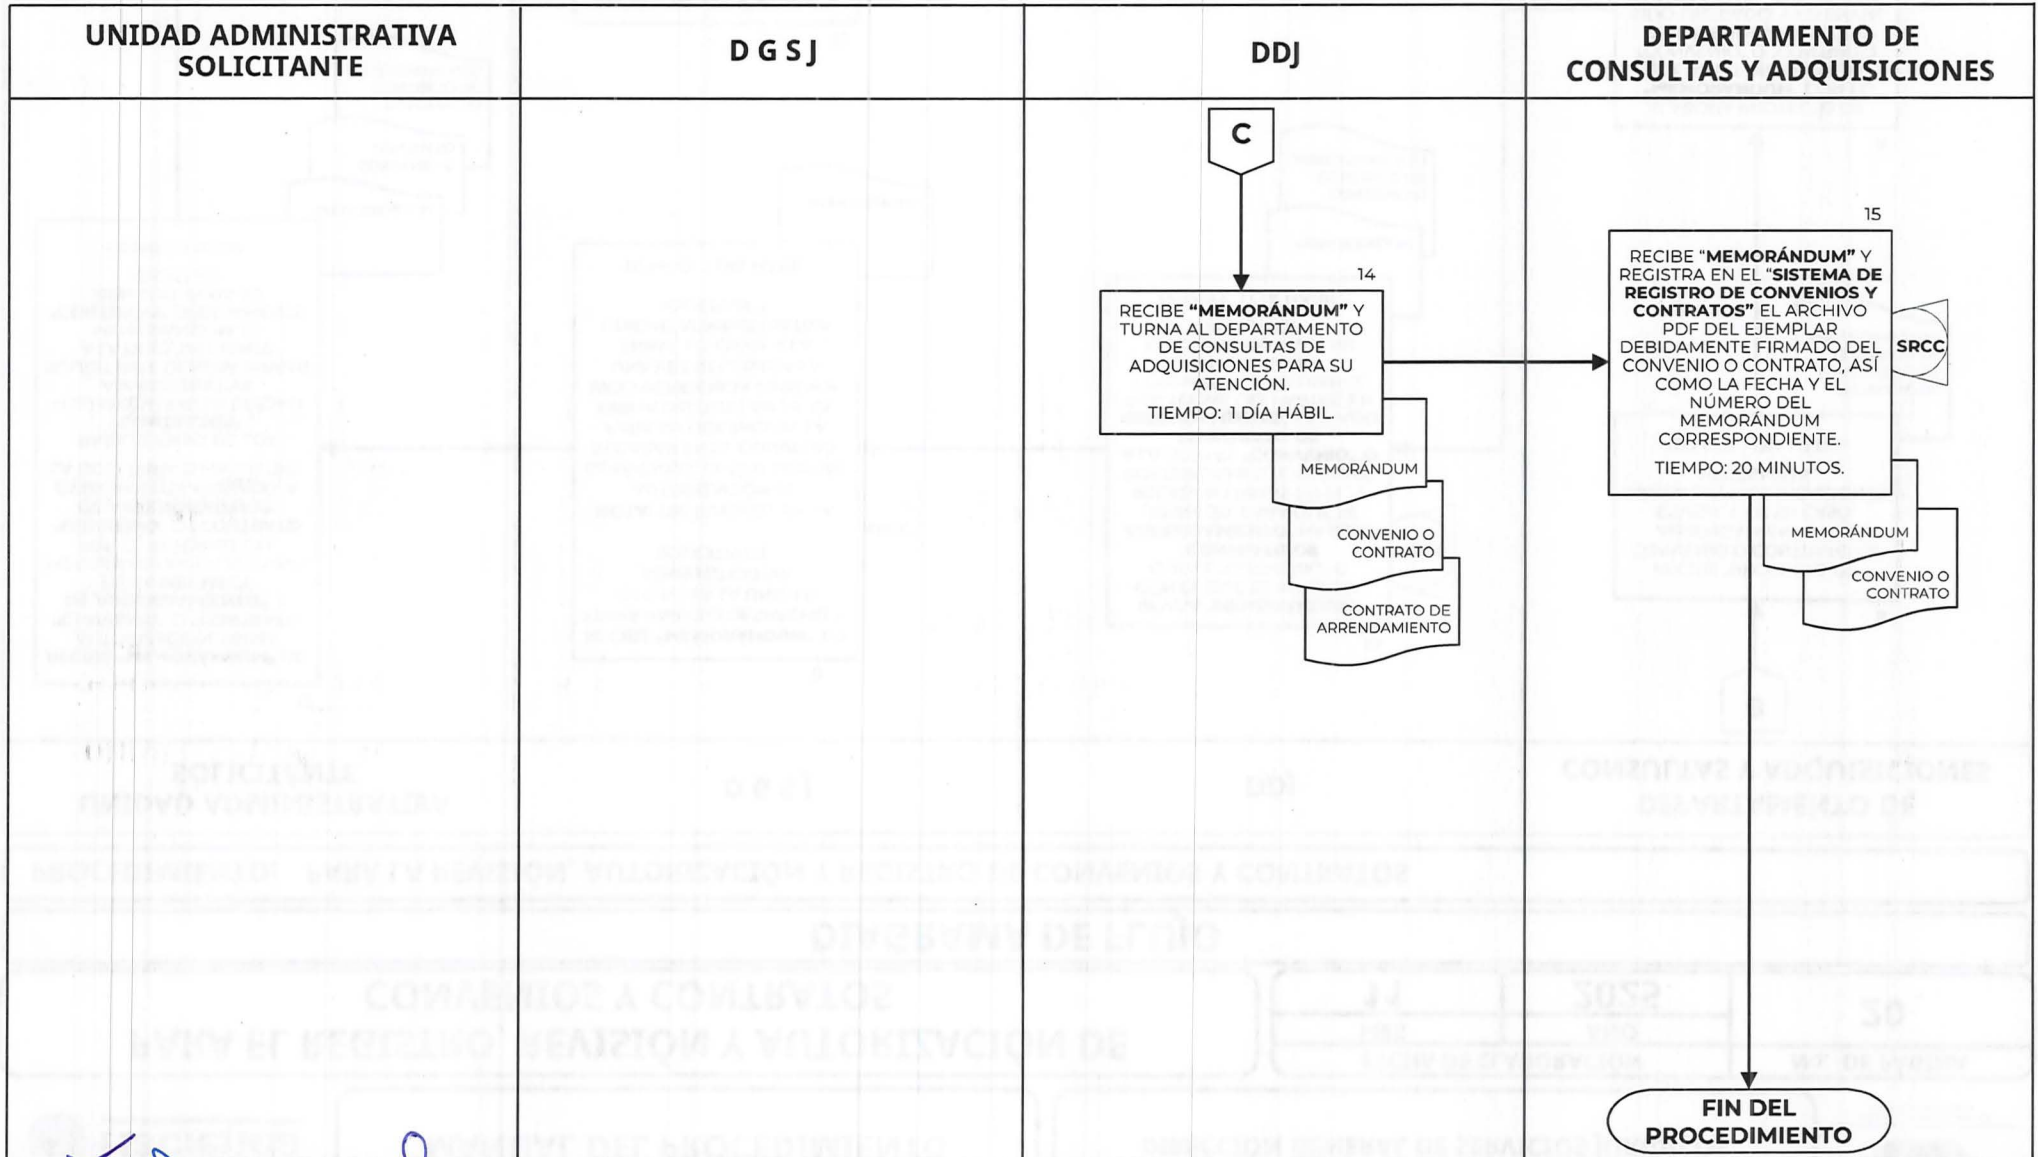 UNIDAD ADMINISTRATIVA
SOLICITANTE
D G S J
DDJ
DEPARTAMENTO DE
CONSULTAS Y ADQUISICIONES
C
14
RECIBE “MEMORÁNDUM” Y
TURNA AL DEPARTAMENTO
DE CONSULTAS DE
ADQUISICIONES PARA SU
ATENCIÓN.
TIEMPO: 1 DÍA HÁBIL.
MEMORÁNDUM
CONVENIO O
CONTRATO
CONTRATO DE
ARRENDAMIENTO
15
RECIBE “MEMORÁNDUM” Y
REGISTRA EN EL “SISTEMA DE
REGISTRO DE CONVENIOS Y
CONTRATOS” EL ARCHIVO
PDF DEL EJEMPLAR
DEBIDAMENTE FIRMADO DEL
CONVENIO O CONTRATO, ASÍ
COMO LA FECHA Y EL
NÚMERO DEL
MEMORÁNDUM
CORRESPONDIENTE.
TIEMPO: 20 MINUTOS.
SRCC
MEMORÁNDUM
CONVENIO O
CONTRATO
FIN DEL
PROCEDIMIENTO